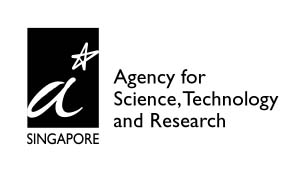 a*
SINGAPORE
Agency for
Science, Technology
and Research